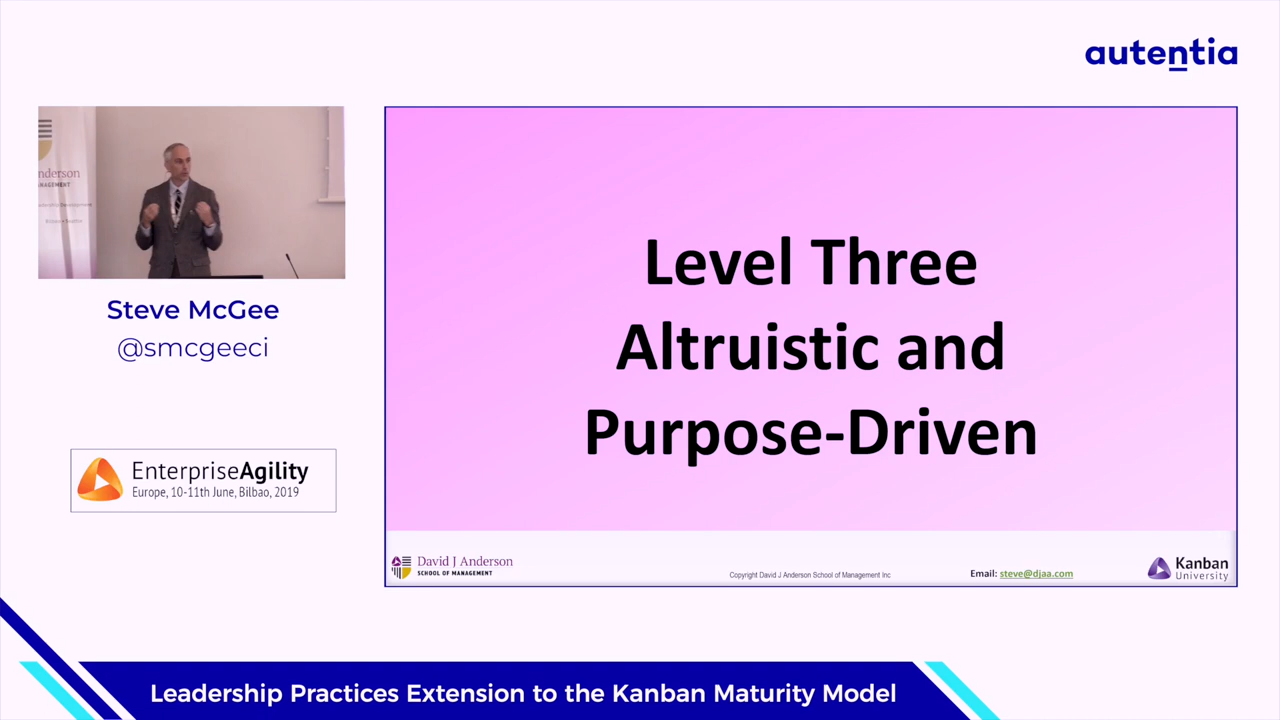 autentia
nderson
MANAGEMENT
Steve McGee
@smcgeeci
EnterpriseAgility
Europe, 10-11th June, Bilbao, 2019
Level Three
Altruistic and
Purpose-Driven
David J Anderson
SCHOOL OF MANAGEMENT
Copyright David J Anderson School of Management Inc
Email: steve@djaa.com
Kanban
University
Leadership Practices Extension to the Kanban Maturity Model